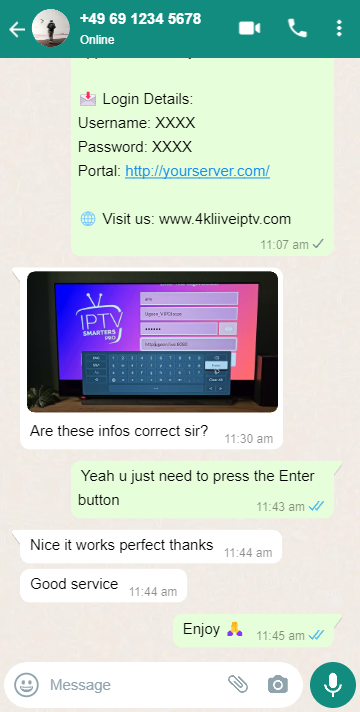 +49 69 1234 5678
Online
Login Details:
Username: XXXX
Password: XXXX
Portal: http://yourserver.com/
Visit us: www.4kliiveiptv.com
11:07 am
IPTV
SMARTERS
PRO
Are these infos correct sir?
11:30 am
Yeah u just need to press the Enter
button
11:43 am
Nice it works perfect thanks
11:44 am
Good service
11:44 am
Enjoy 🙏
11:45 am
Message